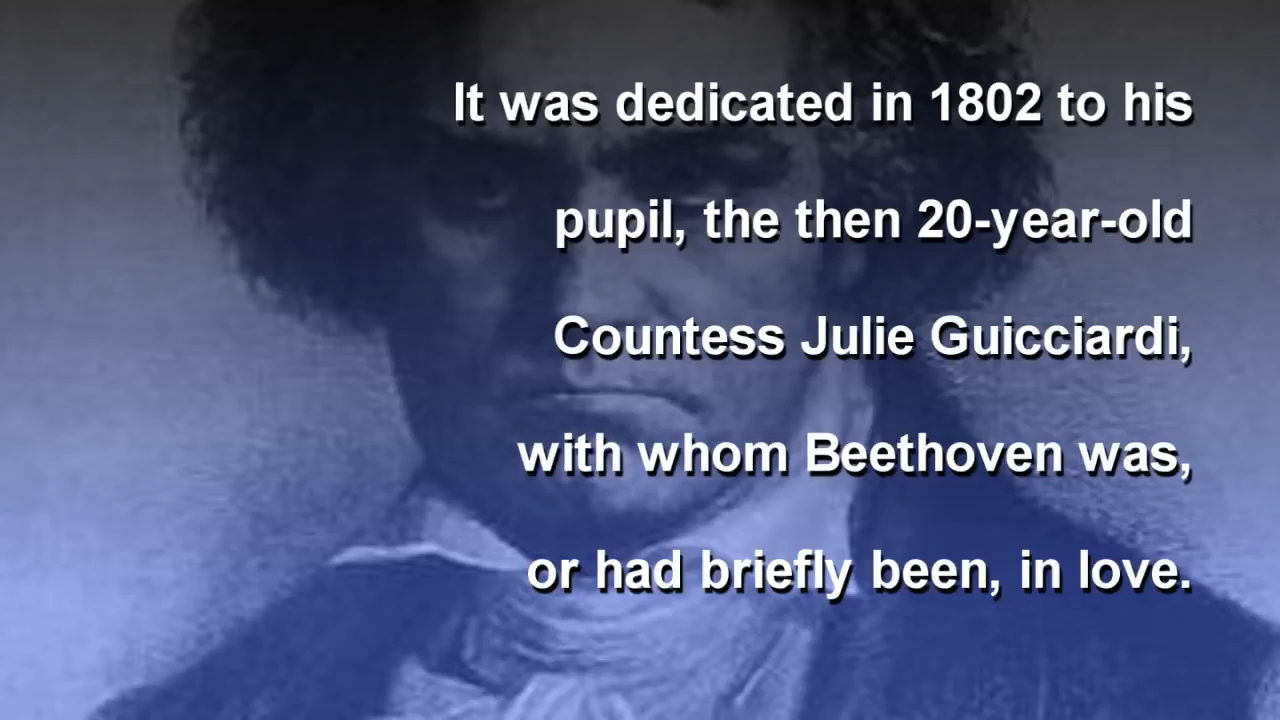 It was dedicated in 1802 to his
pupil, the then 20-year-old
Countess Julie Guicciardi,
with whom Beethoven was,
or had briefly been, in love.